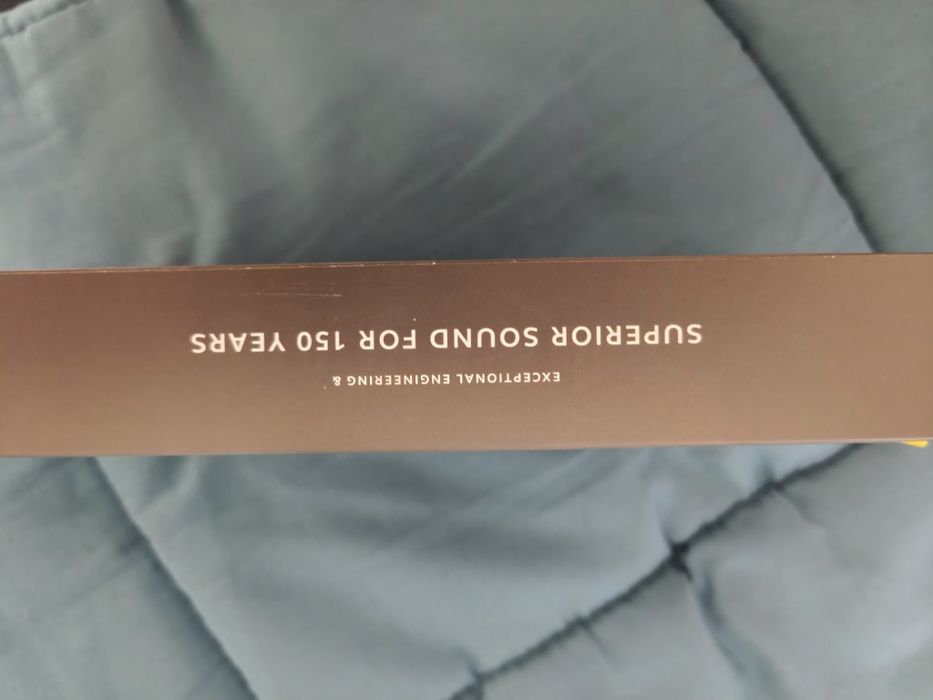 EXCEPTIONAL ENGINEERING &
SUPERIOR SOUND FOR 150 YEARS